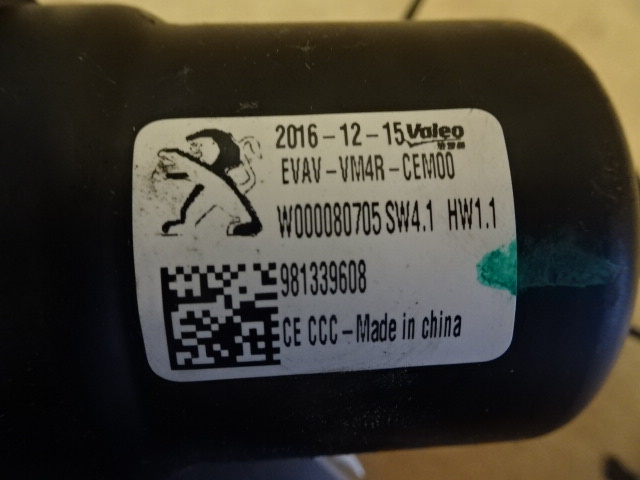 2016-12-15 Valeo
EVAV-VM4R-CEM00
W000080705 SW4.1 HW1.1
981339608
CE CCC-Made in china